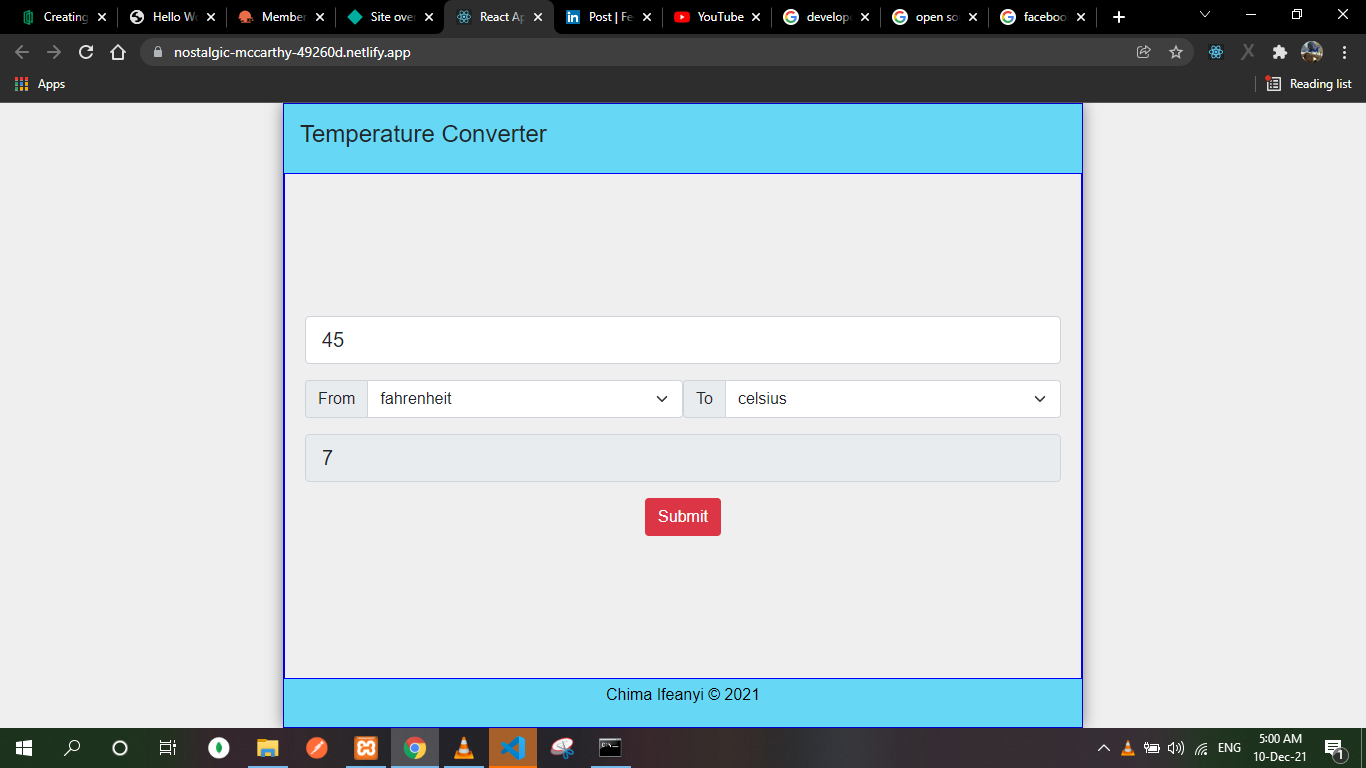 Creating
Hello Wo
Member
Site over
React Ap
Post | Fe
YouTube
develop
open so
faceboo
nostalgic-mccarthy-49260d.netlify.app
Apps
Reading list
Temperature Converter
45
From fahrenheit To celsius
7
Submit
Chima Ifeanyi © 2021
ENG
5:00 AM
10-Dec-21
1